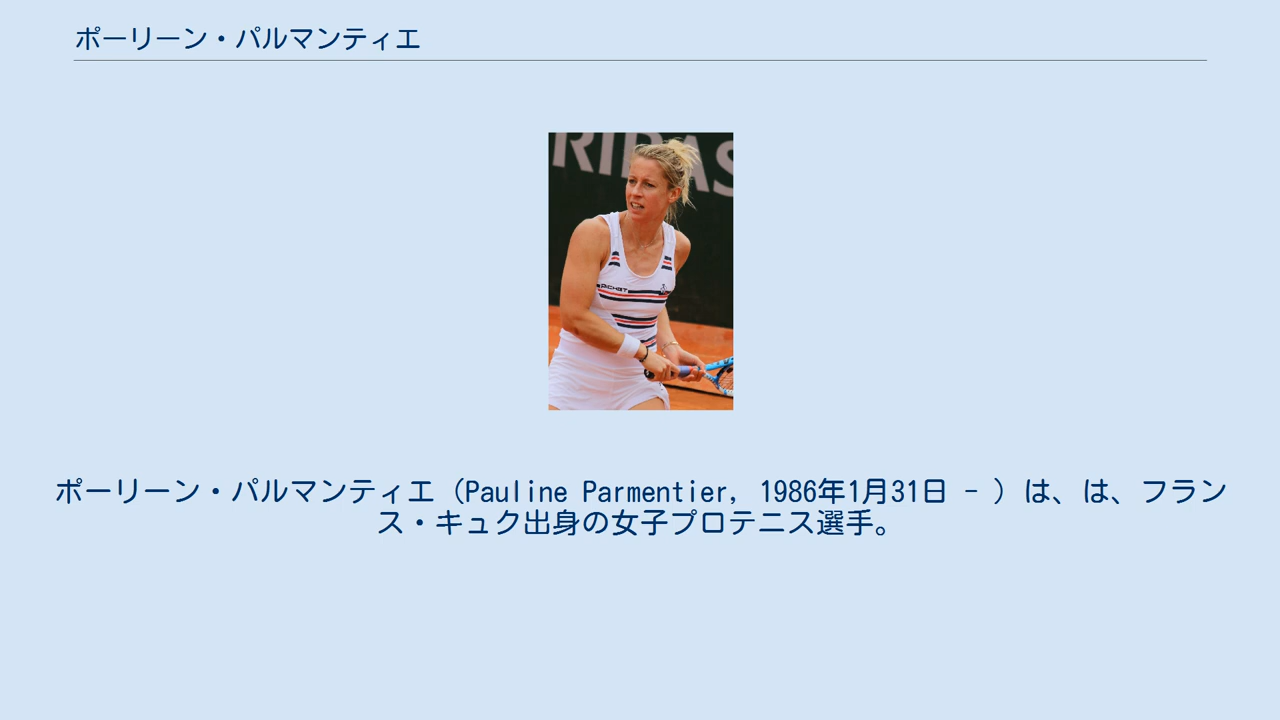 ポーリーン・パルマンティエ
RIBAS
PICHET
ポーリーン・パルマンティエ（Pauline Parmentier, 1986年1月31日 - ）は、は、フラン
ス・キュク出身の女子プロテニス選手。